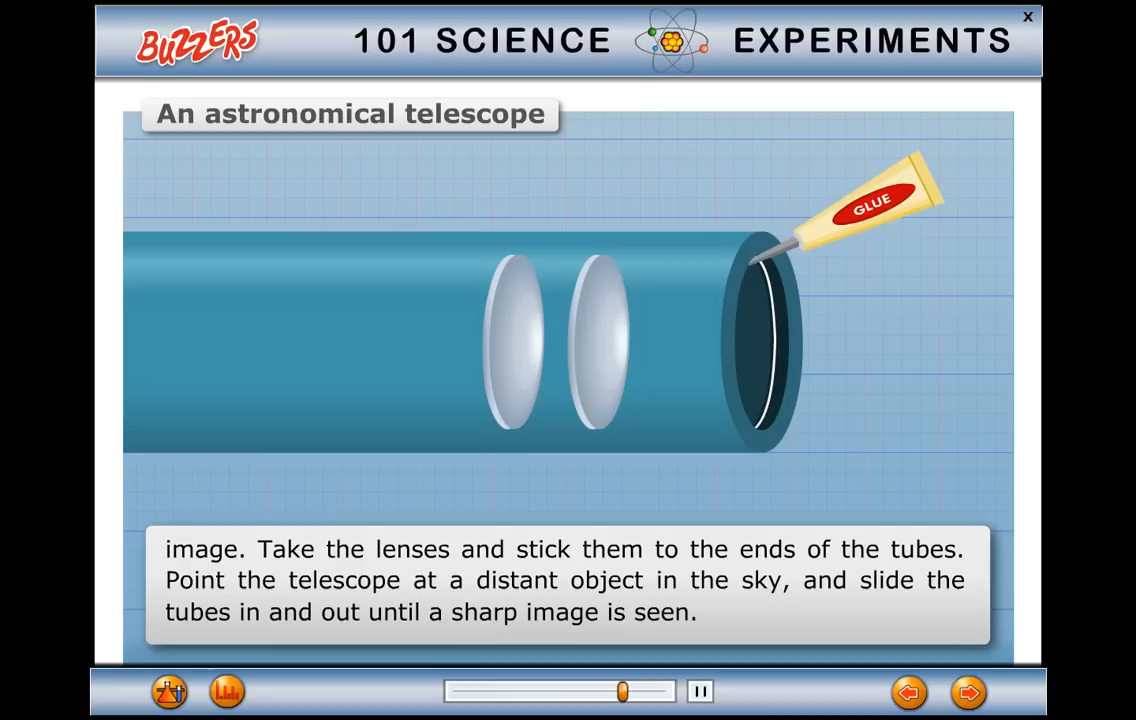 BUZZERS
101 SCIENCE EXPERIMENTS
x
An astronomical telescope
GLUE
image. Take the lenses and stick them to the ends of the tubes.
Point the telescope at a distant object in the sky, and slide the
tubes in and out until a sharp image is seen.